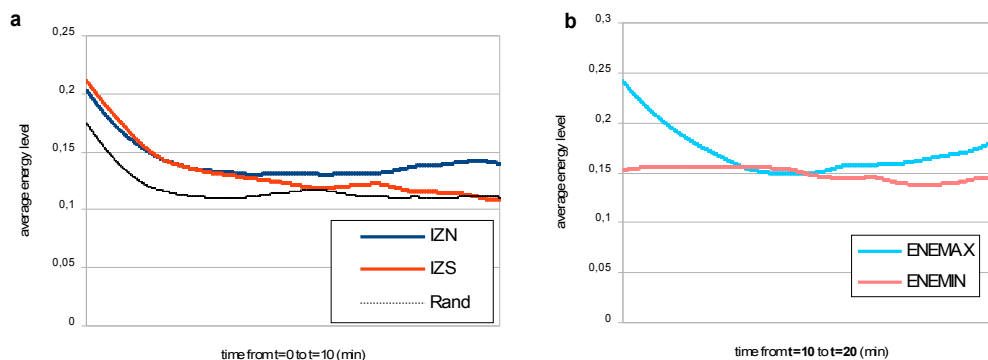 a
0,25
0,2
0,15
0,1
0,05
0
average energy level
IZN
IZS
Rand
time from t=0 to t=10 (min)
b
0,3
0,25
0,2
0,15
0,1
0,05
0
average energy level
ENEMAX
ENEMIN
time from t=10 to t=20 (min)